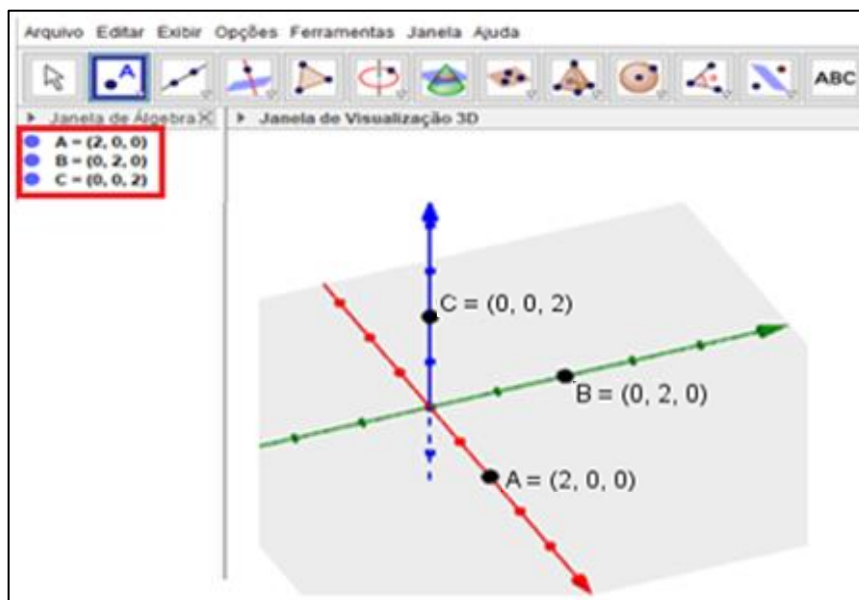 Arquivo Editar Exibir Opções Ferramentas Janela Ajuda
A
ABC
Janela de Álgebra
Janela de Visualização 3D
A = (2, 0, 0)
B = (0, 2, 0)
C = (0, 0, 2)
C = (0, 0, 2)
B = (0, 2, 0)
A = (2, 0, 0)